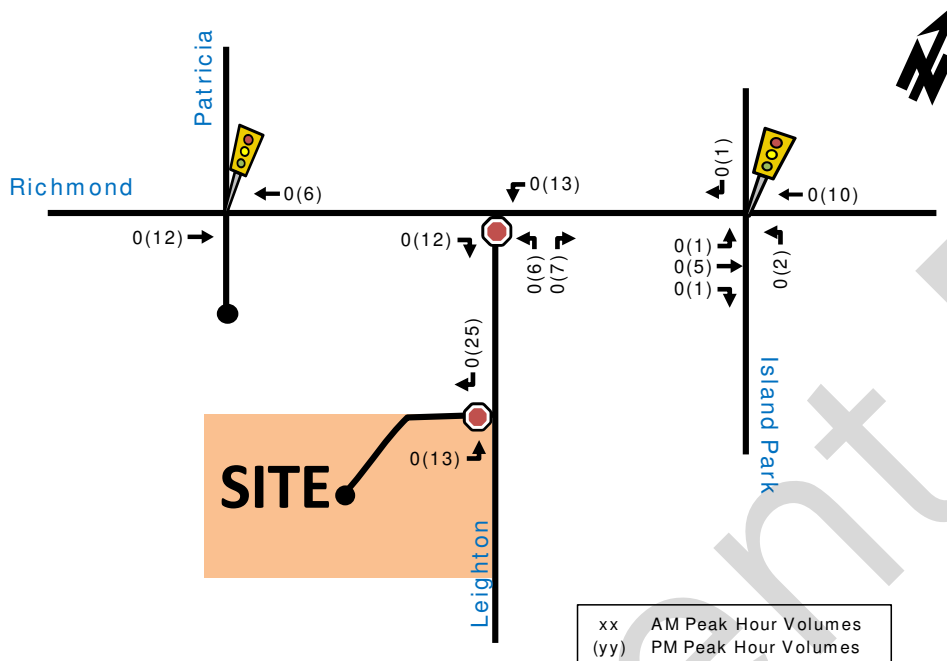 Patricia
0(1)
Richmond
0(6)
0(13)
0(10)
0(12)
0(12)
0(6)
0(7)
0(1)
0(5)
0(1)
0(2)
0(25)
Island Park
0(13)
SITE
Leighton
xx AM Peak Hour Volumes
(yy) PM Peak Hour Volumes